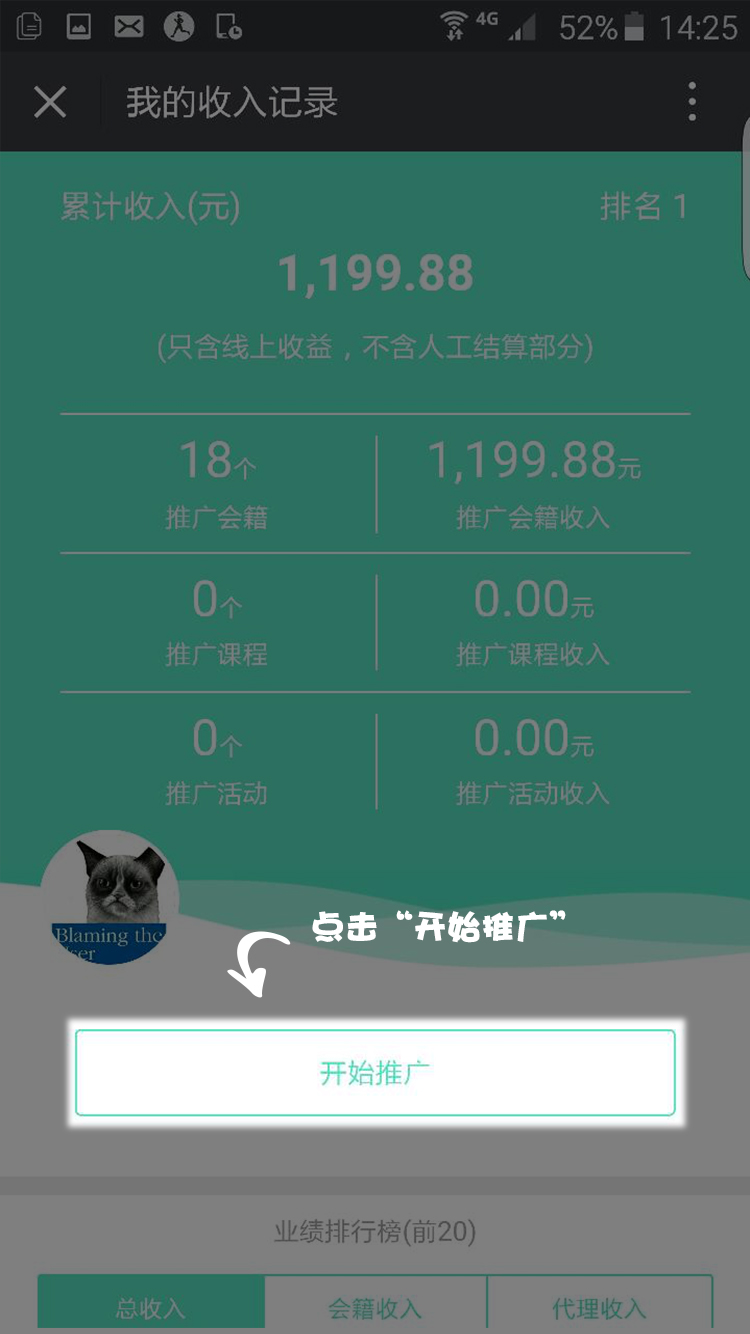 4G 52% 14:25
我的收入记录
累计收入(元) 排名 1
1,199.88
(只含线上收益，不含人工结算部分)
18个 1,199.88元
推广会籍 推广会籍收入
0个 0.00元
推广课程 推广课程收入
0个 0.00元
推广活动 推广活动收入
Blaming the
点击“开始推广”
开始推广
业绩排行榜(前20)
总收入 会籍收入 代理收入